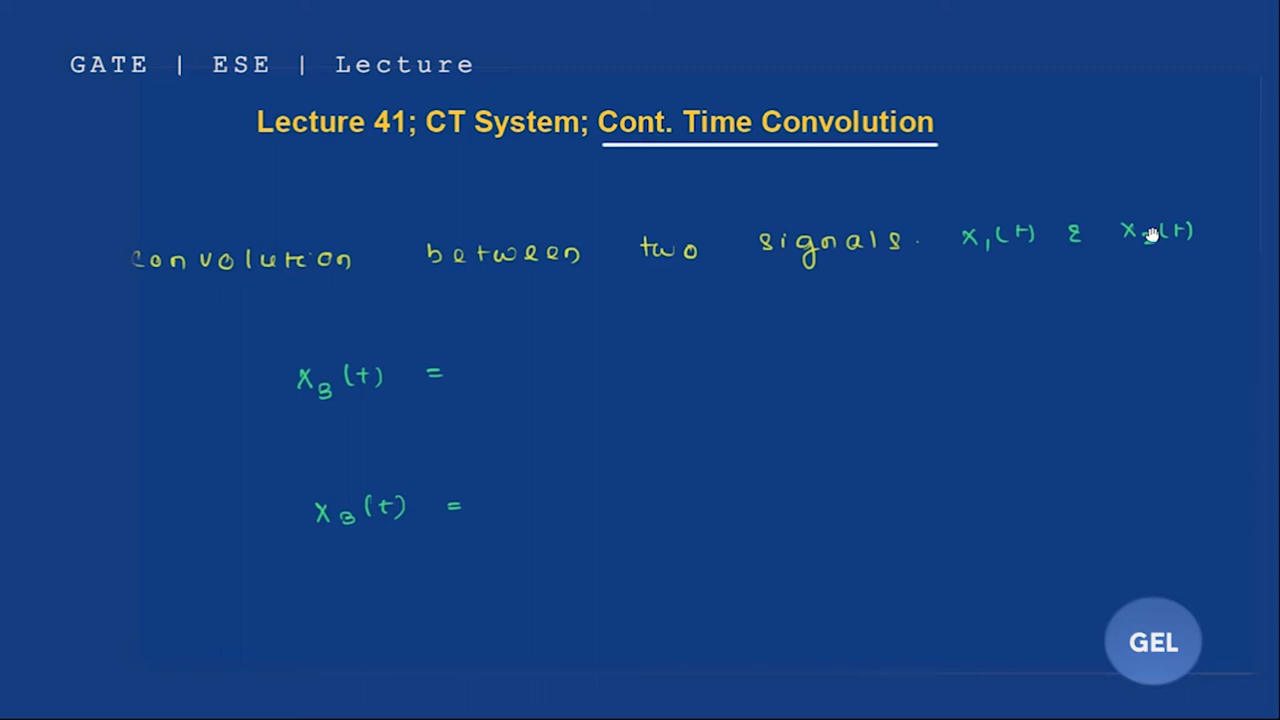 GATE | ESE | Lecture
Lecture 41; CT System; Cont. Time Convolution
convolution between two signals. x₁(t) & x₂(t)
x₃(t) =
x₃(t) =
GEL